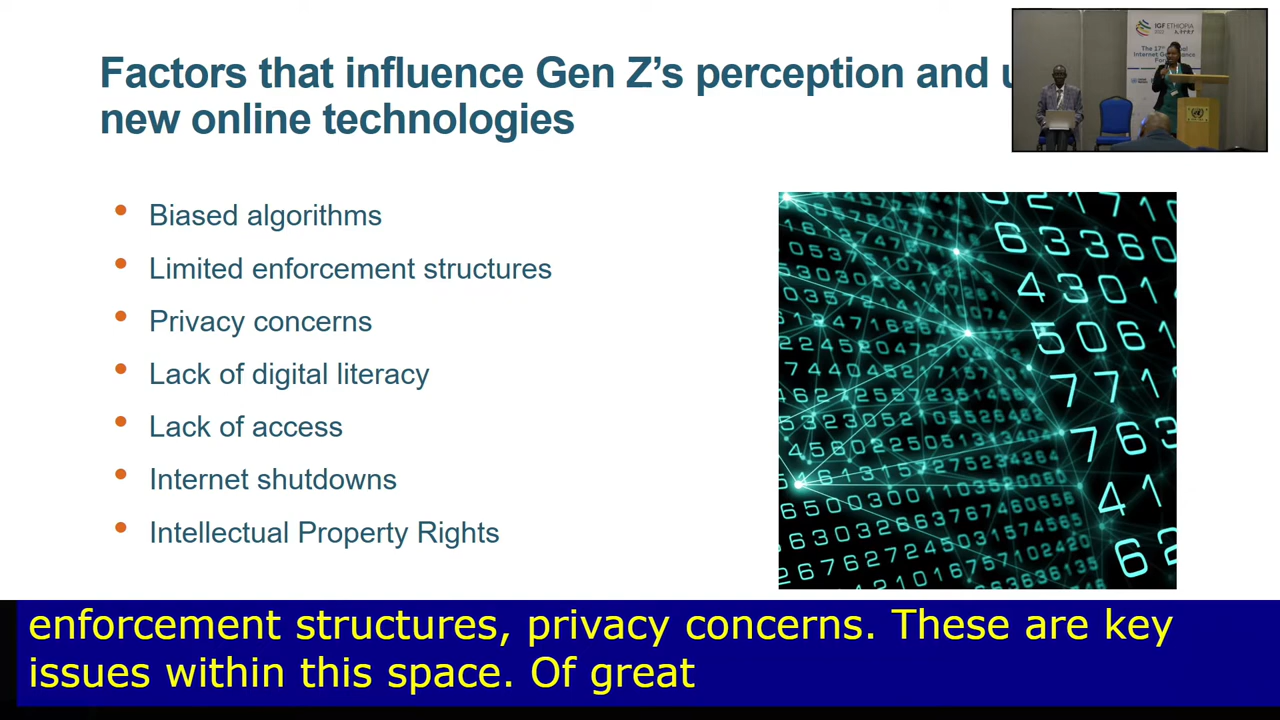 Factors that influence Gen Z's perception and
new online technologies
IGF ETHIOPIA
Biased algorithms
Limited enforcement structures
Privacy concerns
Lack of digital literacy
Lack of access
Internet shutdowns
Intellectual Property Rights
enforcement structures, privacy concerns. These are key
issues within this space. Of great